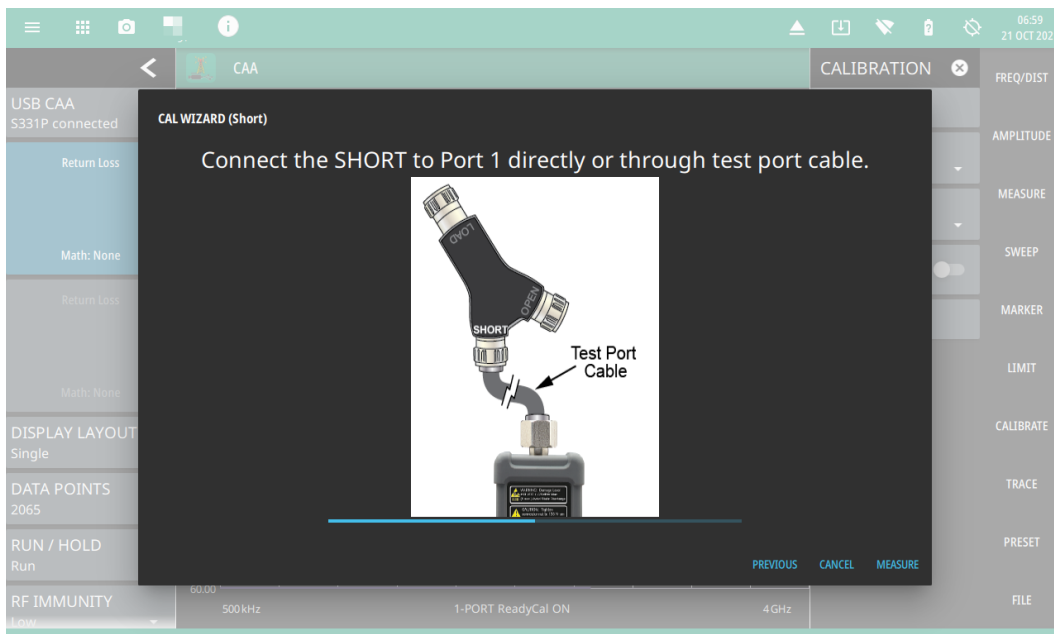 06:59
21 OCT 202
CAA
CALIBRATION
FREQ/DIST
USB CAA
S331P connected
CAL WIZARD (Short)
AMPLITUDE
Return Loss
Connect the SHORT to Port 1 directly or through test port cable.
MEASURE
LOAD
Math: None
SWEEP
OPEN
Return Loss
MARKER
SHORT
Test Port
Cable
LIMIT
Math: None
DISPLAY LAYOUT
Single
CALIBRATE
DATA POINTS
2065
TRACE
RUN / HOLD
Run
PRESET
PREVIOUS CANCEL MEASURE
RF IMMUNITY
Low
60.00
500 kHz 1-PORT ReadyCal ON 4 GHz
FILE